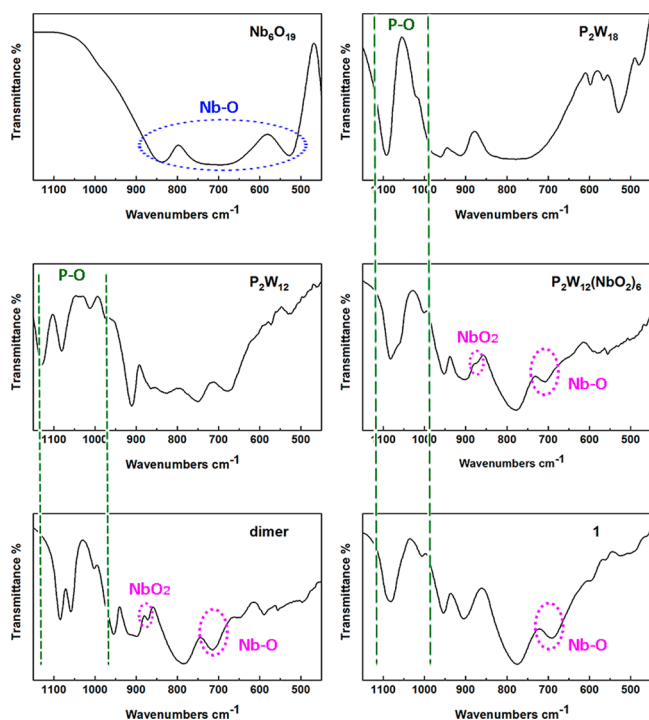 Nb₆O₁₉
Nb-O
Transmittance %
1100 1000 900 800 700 600 500
Wavenumbers cm⁻¹
P-O
P₂W₁₈
Transmittance %
1100 1000 900 800 700 600 500
Wavenumbers cm⁻¹
P-O
P₂W₁₂
Transmittance %
1100 1000 900 800 700 600 500
Wavenumbers cm⁻¹
P₂W₁₂(NbO₂)₆
NbO₂
Nb-O
Transmittance %
1100 1000 900 800 700 600 500
Wavenumbers cm⁻¹
dimer
NbO₂
Nb-O
Transmittance %
1100 1000 900 800 700 600 500
Wavenumbers cm⁻¹
1
Nb-O
Transmittance %
1100 1000 900 800 700 600 500
Wavenumbers cm⁻¹